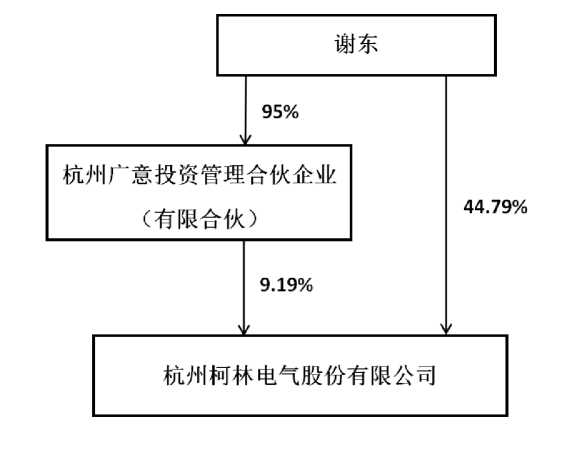 谢东
95%
杭州广意投资管理合伙企业
（有限合伙）
44.79%
9.19%
杭州柯林电气股份有限公司